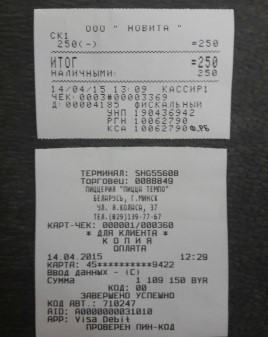 ООО " НОВИТА "
СК1
250(-) =250
ИТОГ =250
НАЛИЧНЫМИ: 250
14/04/15 13:09 КАССИР1
ЧЕК: 0003#00003369
Д:00004185 ФИСКАЛЬНЫЙ
УНП 190436942
РГН 10062790
КСА 10062790
ТЕРМИНАЛ: SHG55608
Торговец: 0088849
ПИЦЦЕРИЯ "ПИЦЦА ТЕМПО"
БЕЛАРУСЬ, Г.МИНСК
УЛ. Я.КОЛАСА, 37
ТЕЛ.(029)139-77-67
КАРТ-ЧЕК: 000001/000360
* ДЛЯ КЛИЕНТА *
К О П И Я
ОПЛАТА
14.04.2015 12:29
КАРТА: 45**********9422
Ввод данных - (C)
Сумма 1 109 150 BYR
КОД: 00
ЗАВЕРШЕНО УСПЕШНО
КОД АВТ.: 710247
AID: A0000000031010
APP: Visa Debit
ПРОВЕРЕН ПИН-КОД